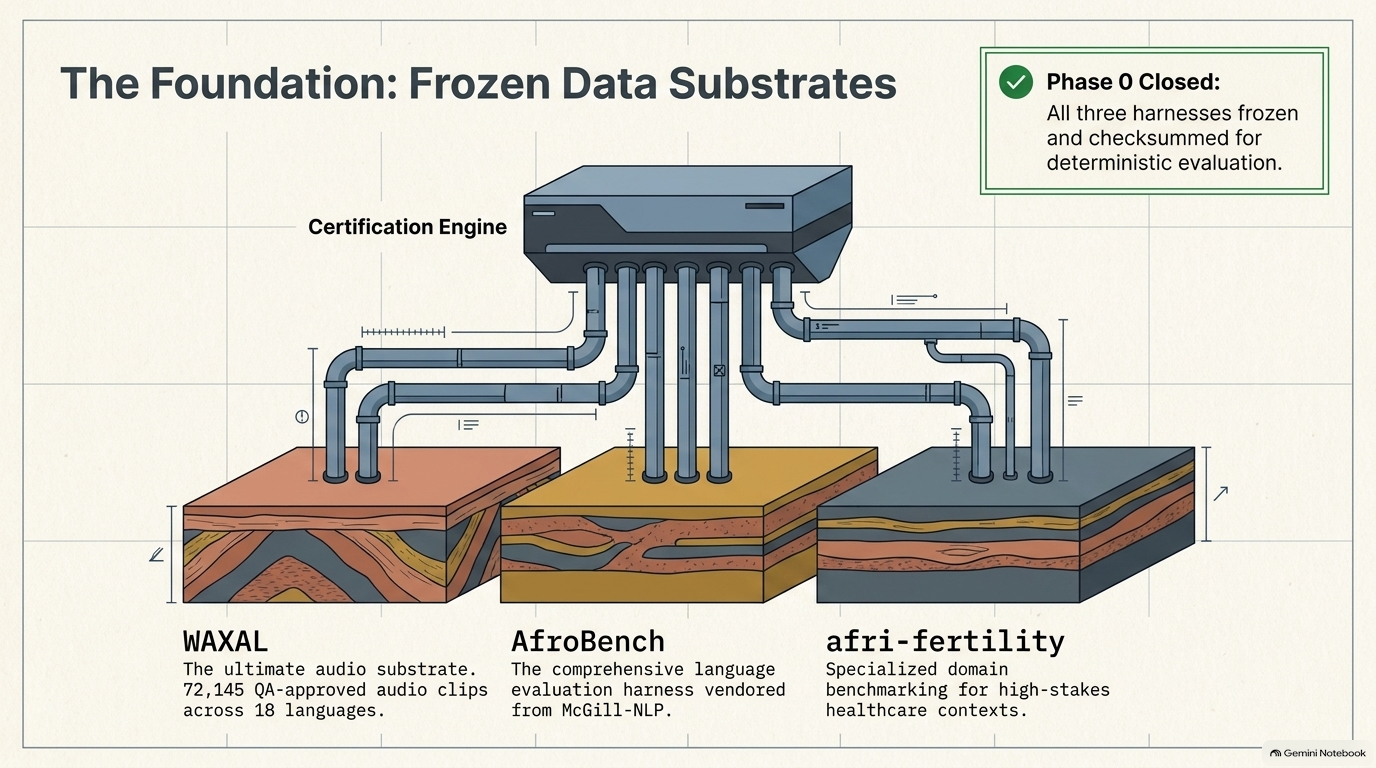 The Foundation: Frozen Data Substrates
Phase 0 Closed:
All three harnesses frozen
and checksummed for
deterministic evaluation.
Certification Engine
WAXAL
The ultimate audio substrate.
72,145 QA-approved audio clips
across 18 languages.
AfroBench
The comprehensive language
evaluation harness vendored
from McGill-NLP.
afri-fertility
Specialized domain
benchmarking for high-stakes
healthcare contexts.
Gemini Notebook